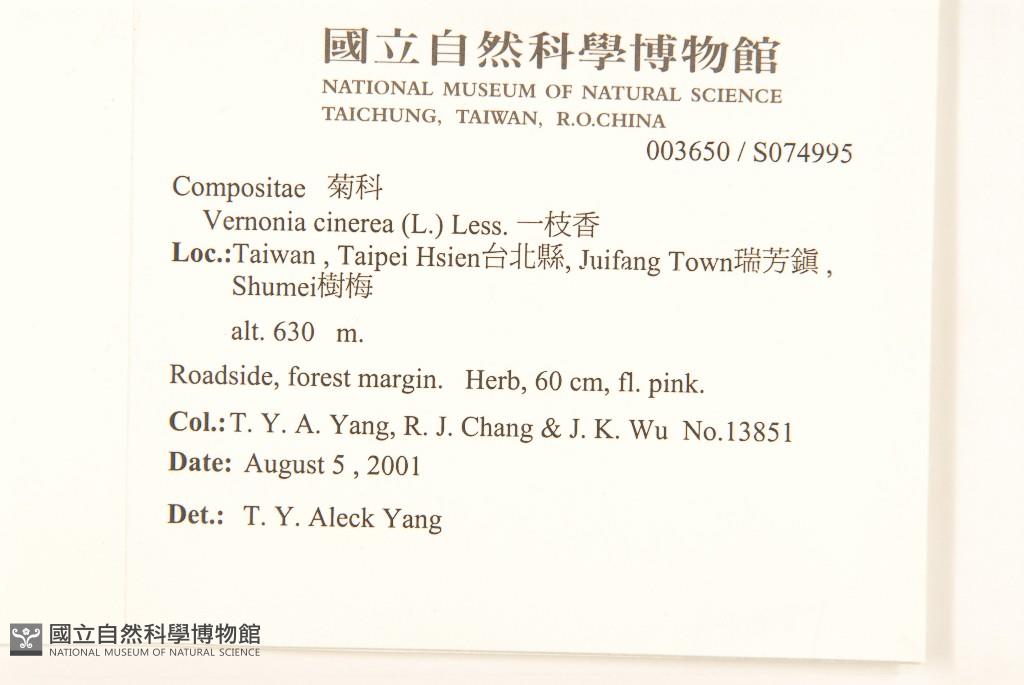 國立自然科學博物館
NATIONAL MUSEUM OF NATURAL SCIENCE
TAICHUNG, TAIWAN, R.O.CHINA
003650 / S074995
Compositae 菊科
Vernonia cinerea (L.) Less. 一枝香
Loc.:Taiwan , Taipei Hsien台北縣, Juifang Town瑞芳鎮 ,
Shumei樹梅
alt. 630 m.
Roadside, forest margin. Herb, 60 cm, fl. pink.
Col.: T. Y. A. Yang, R. J. Chang & J. K. Wu No.13851
Date: August 5 , 2001
Det.: T. Y. Aleck Yang
國立自然科學博物館
NATIONAL MUSEUM OF NATURAL SCIENCE